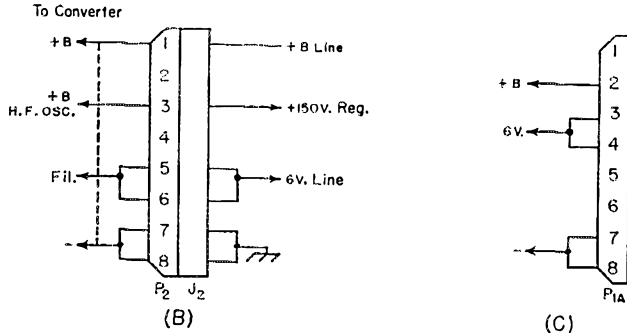 To Converter
+B
1
+B Line
2
+B
H.F. OSC.
3
+150V. Reg.
4
Fil.
5
6V. Line
6
-
7
8
P2 J2
(B)
1
+B
2
3
6V.
4
5
6
7
-
8
P1A
(C)